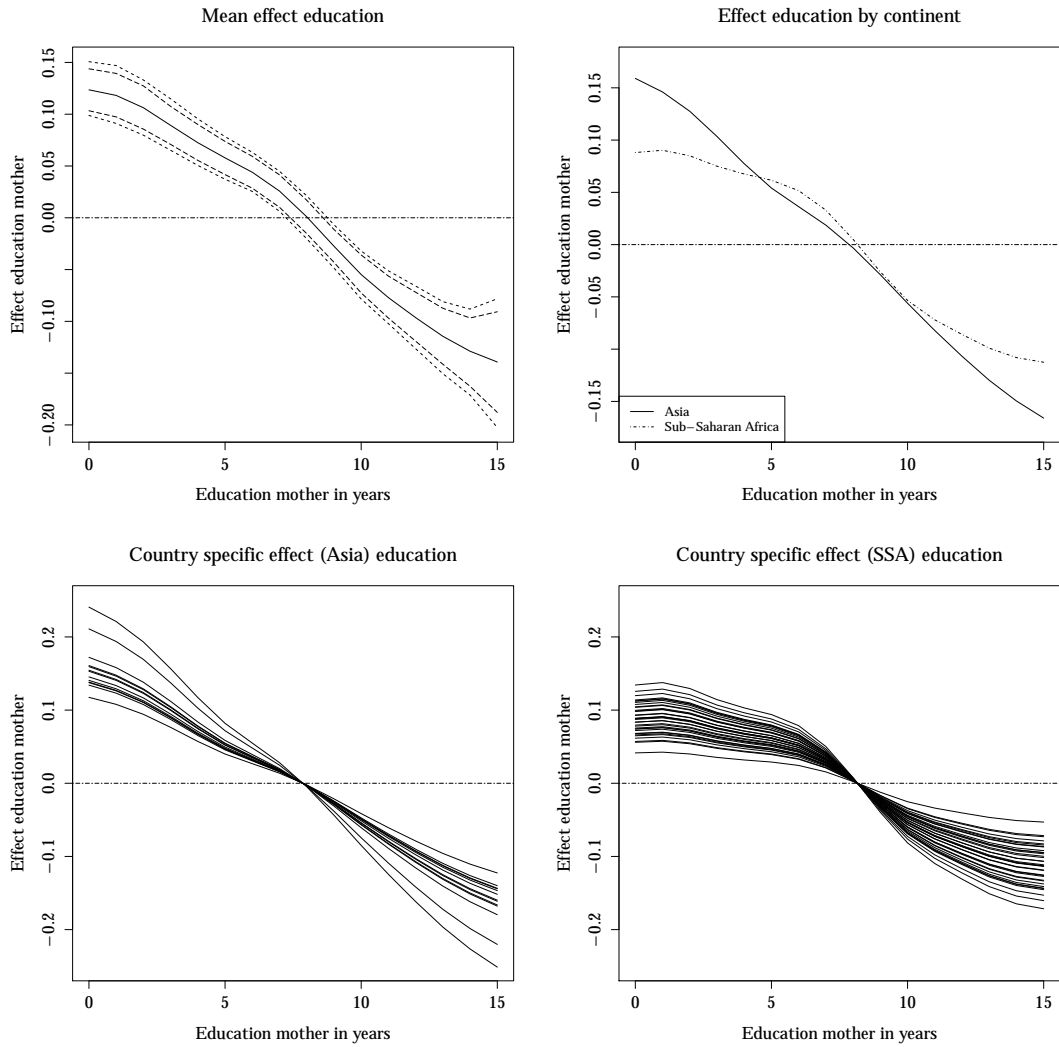 Mean effect education
Effect education by continent
Effect education mother
0.15
0.10
0.05
0.00
−0.10
−0.20
0 5 10 15
Education mother in years
Effect education mother
0.15
0.10
0.05
0.00
−0.05
−0.15
Asia
Sub−Saharan Africa
0 5 10 15
Education mother in years
Country specific effect (Asia) education
Country specific effect (SSA) education
Effect education mother
0.2
0.1
0.0
−0.1
−0.2
0 5 10 15
Education mother in years
Effect education mother
0.2
0.1
0.0
−0.1
−0.2
0 5 10 15
Education mother in years